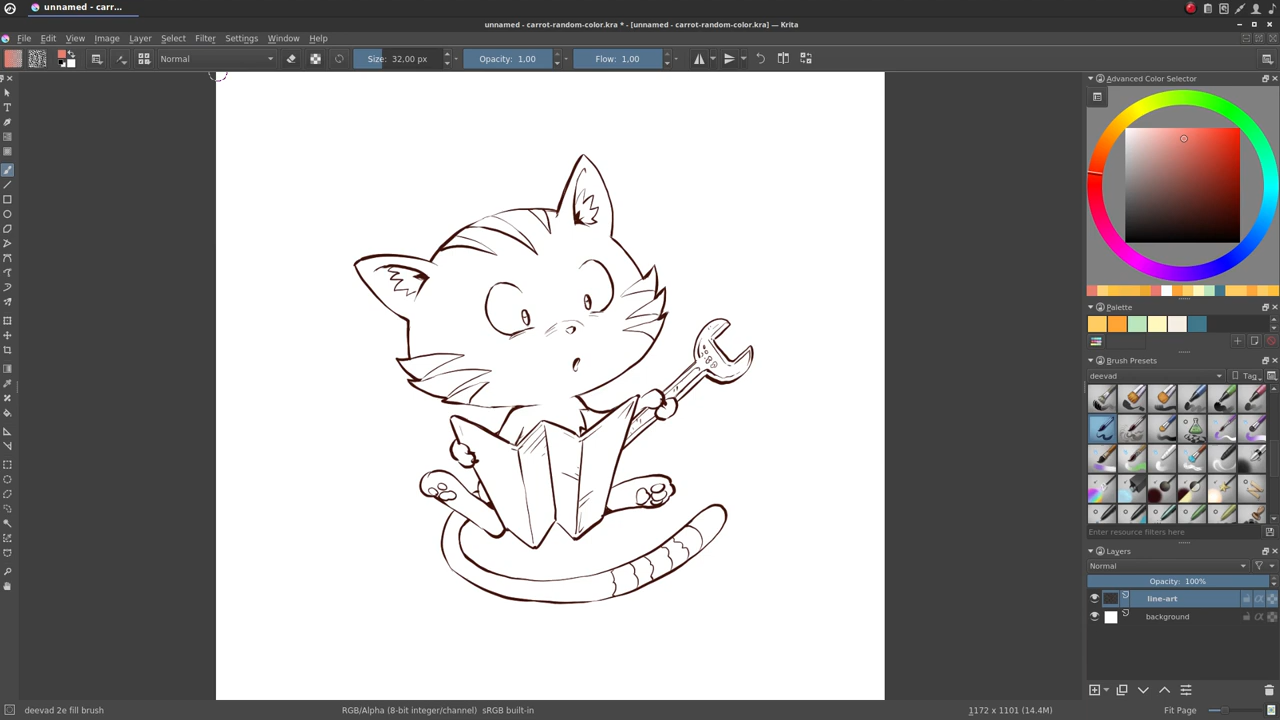 unnamed - carr...
unnamed - carrot-random-color.kra * - [unnamed - carrot-random-color.kra] — Krita
File Edit View Image Layer Select Filter Settings Window Help
Normal Size: 32,00 px Opacity: 1,00 Flow: 1,00
Advanced Color Selector
Palette
Brush Presets
deevad Tag
Enter resource filters here
Layers
Normal
Opacity: 100%
line-art
background
deevad 2e fill brush RGB/Alpha (8-bit integer/channel) sRGB built-in 1172 x 1101 (14.4M) Fit Page